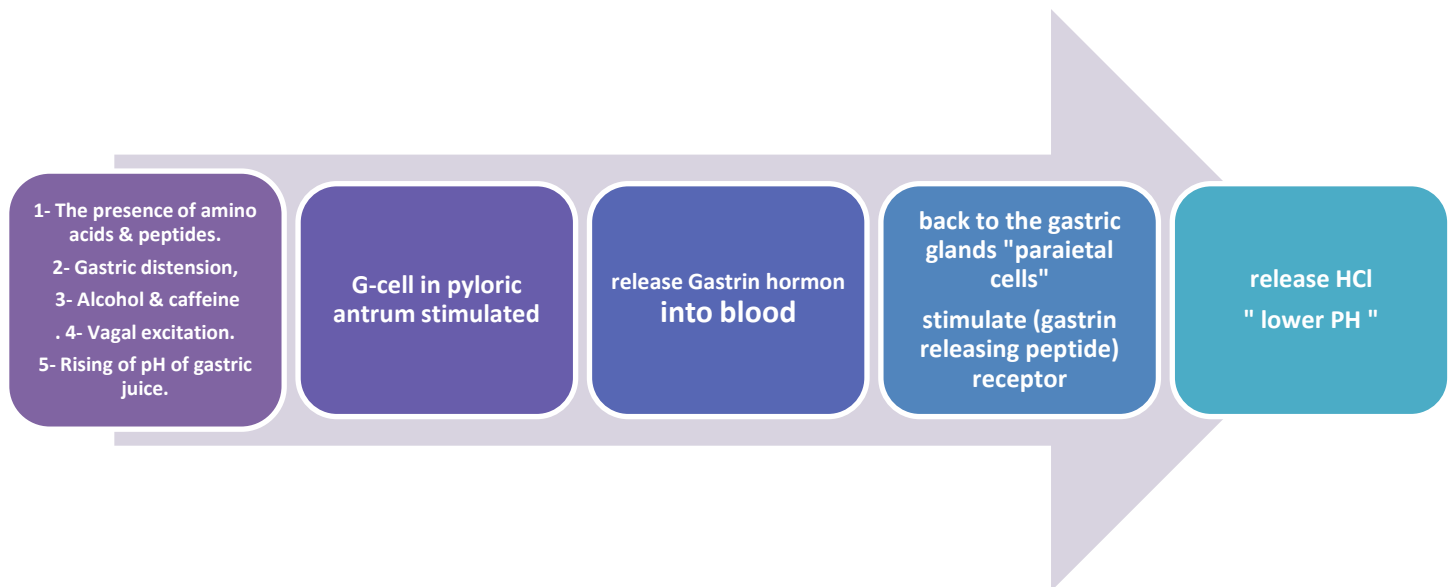 1- The presence of amino
acids & peptides.
2- Gastric distension,
3- Alcohol & caffeine
. 4- Vagal excitation.
5- Rising of pH of gastric
juice.
G-cell in pyloric
antrum stimulated
release Gastrin hormon
into blood
back to the gastric
glands "paraietal
cells"
stimulate (gastrin
releasing peptide)
receptor
release HCl
" lower PH "